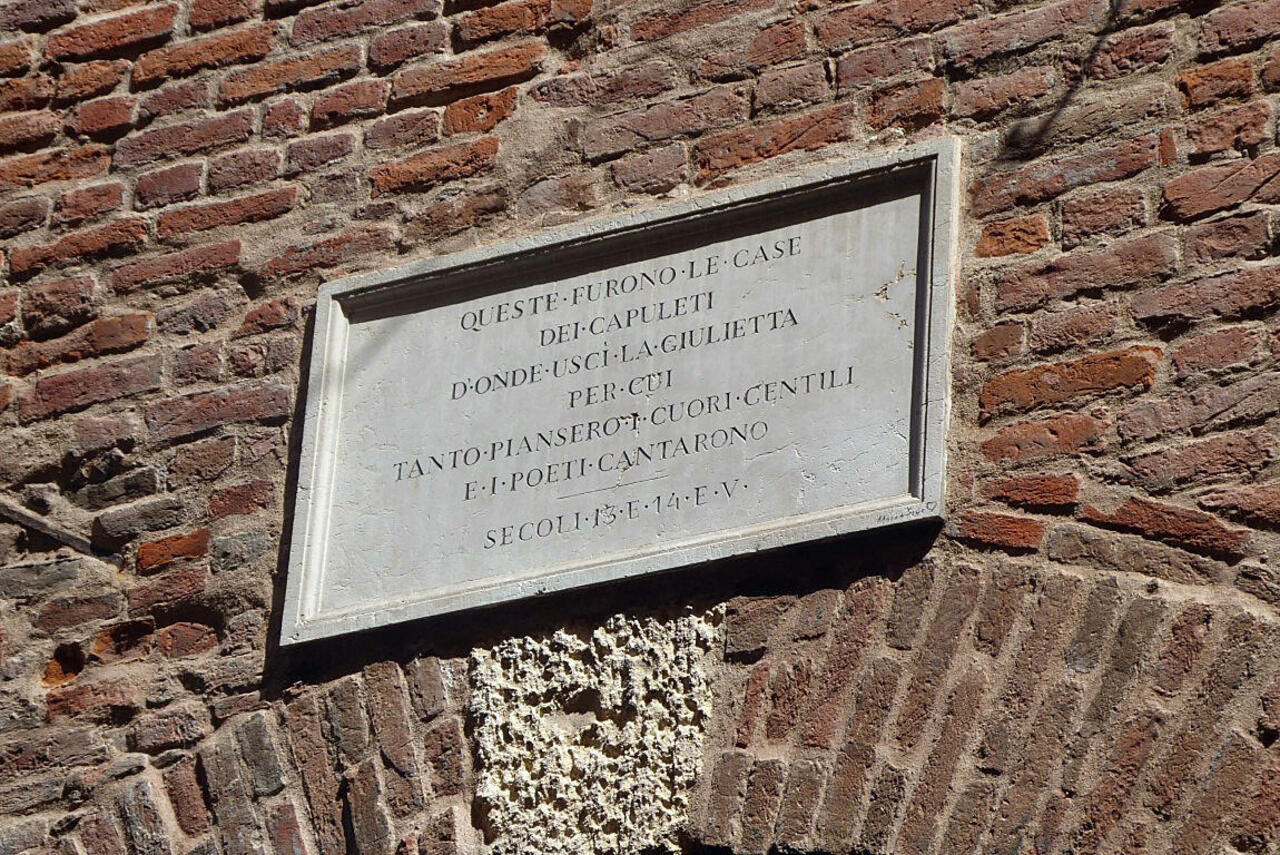 QUESTE·FURONO·LE·CASE
DEI·CAPULETI
D'ONDE·USCÌ·LA·GIULIETTA
PER·CUI
TANTO·PIANSERO·I·CUORI·GENTILI
E·I·POETI·CANTARONO
SECOLI·13·E·14·E·V·